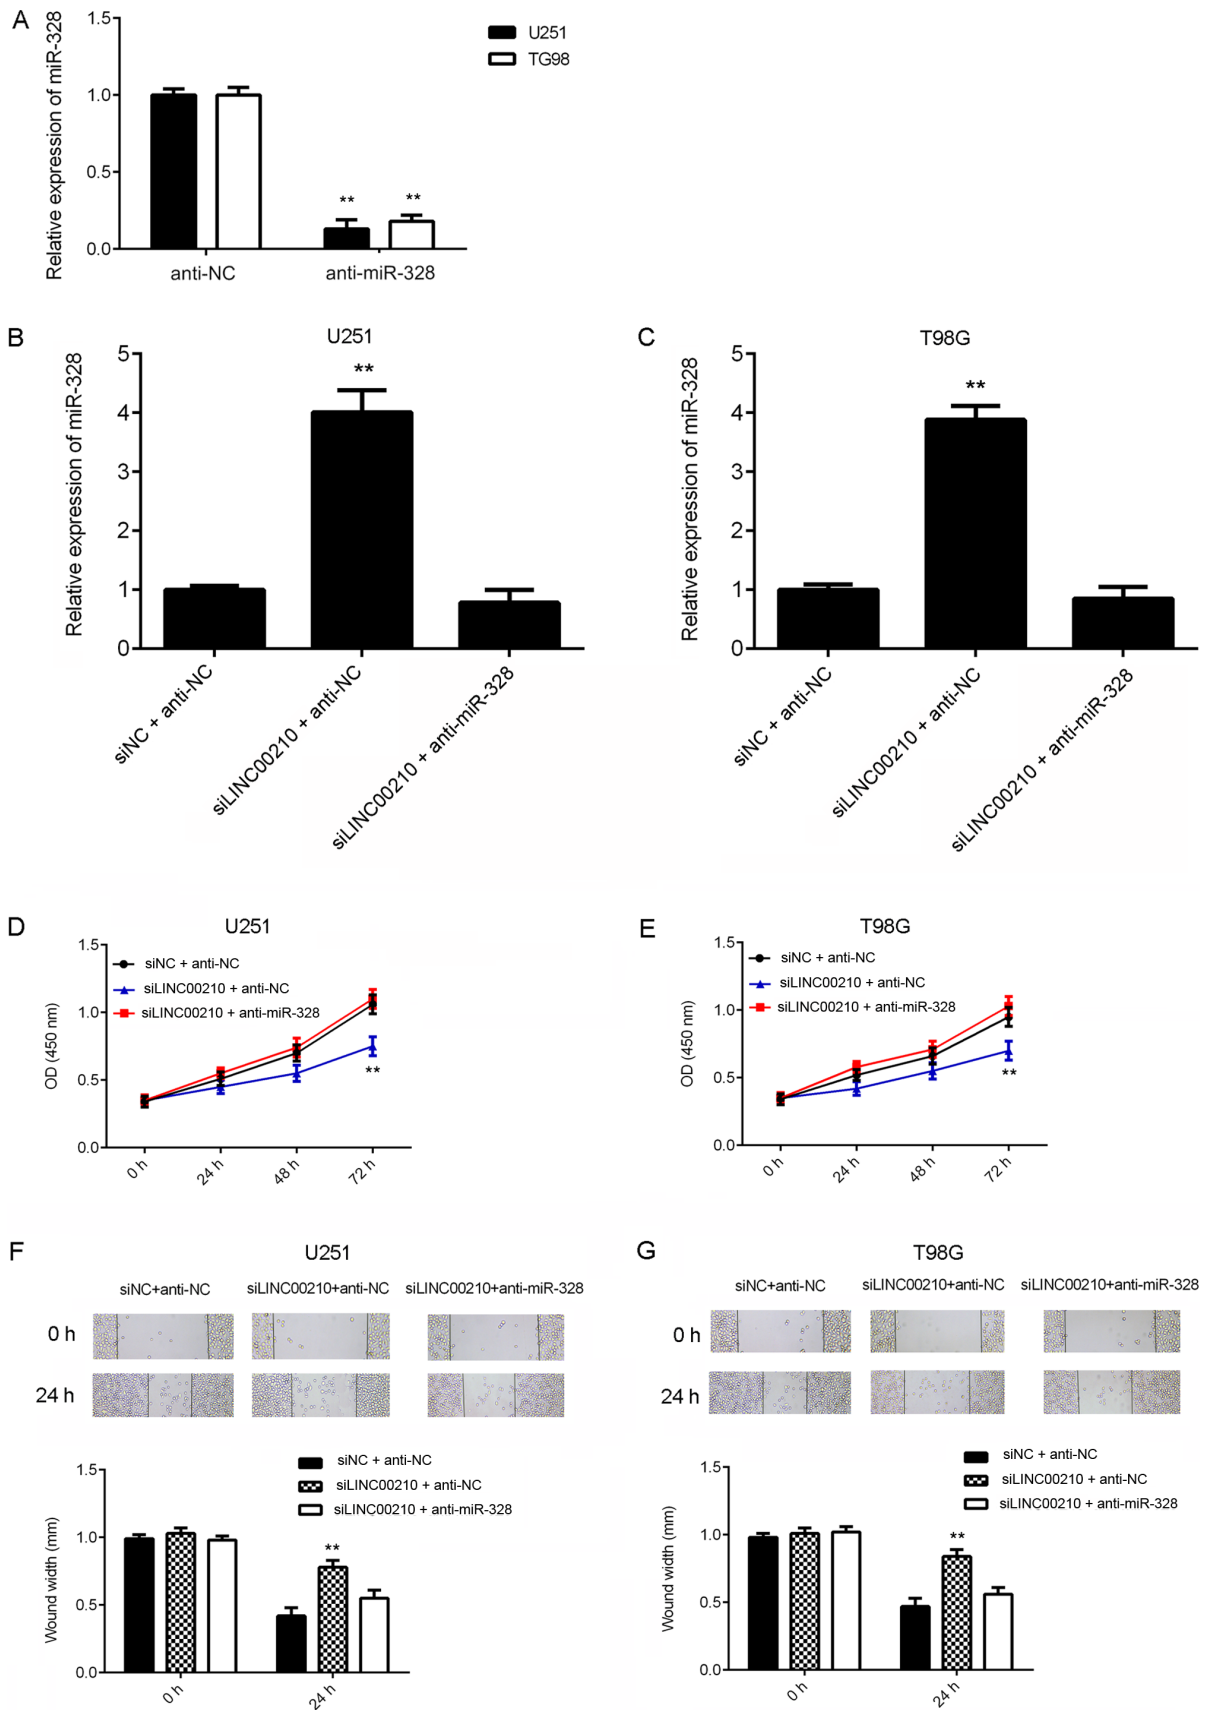 A
Relative expression of miR-328
1.5
1.0
0.5
0.0
U251
TG98
**
**
anti-NC
anti-miR-328
B
U251
Relative expression of miR-328
5
4
3
2
1
0
**
siNC + anti-NC
siLINC00210 + anti-NC
siLINC00210 + anti-miR-328
C
T98G
Relative expression of miR-328
5
4
3
2
1
0
**
siNC + anti-NC
siLINC00210 + anti-NC
siLINC00210 + anti-miR-328
D
U251
OD (450 nm)
1.5
1.0
0.5
0.0
siNC + anti-NC
siLINC00210 + anti-NC
siLINC00210 + anti-miR-328
**
0 h
24 h
48 h
72 h
E
T98G
OD (450 nm)
1.5
1.0
0.5
0.0
siNC + anti-NC
siLINC00210 + anti-NC
siLINC00210 + anti-miR-328
**
0 h
24 h
48 h
72 h
F
U251
siNC+anti-NC
siLINC00210+anti-NC
siLINC00210+anti-miR-328
0 h
24 h
siNC + anti-NC
siLINC00210 + anti-NC
siLINC00210 + anti-miR-328
Wound width (mm)
1.5
1.0
0.5
0.0
**
0 h
24 h
G
T98G
siNC+anti-NC
siLINC00210+anti-NC
siLINC00210+anti-miR-328
0 h
24 h
siNC + anti-NC
siLINC00210 + anti-NC
siLINC00210 + anti-miR-328
Wound width (mm)
1.5
1.0
0.5
0.0
**
0 h
24 h